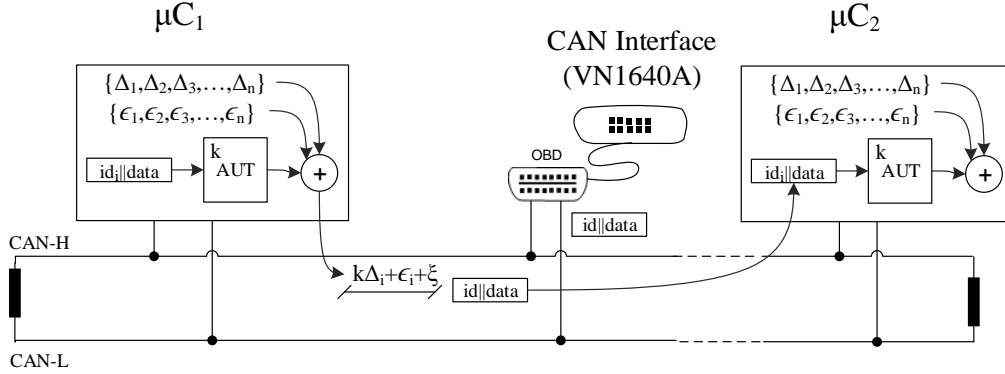 μC₁
μC₂
CAN Interface
(VN1640A)
{Δ₁,Δ₂,Δ₃,…,Δₙ}
{ϵ₁,ϵ₂,ϵ₃,…,ϵₙ}
k
AUT
idᵢ||data
+
OBD
id||data
{Δ₁,Δ₂,Δ₃,…,Δₙ}
{ϵ₁,ϵ₂,ϵ₃,…,ϵₙ}
k
AUT
idᵢ||data
+
CAN-H
kΔᵢ+ϵᵢ+ξ
id||data
CAN-L